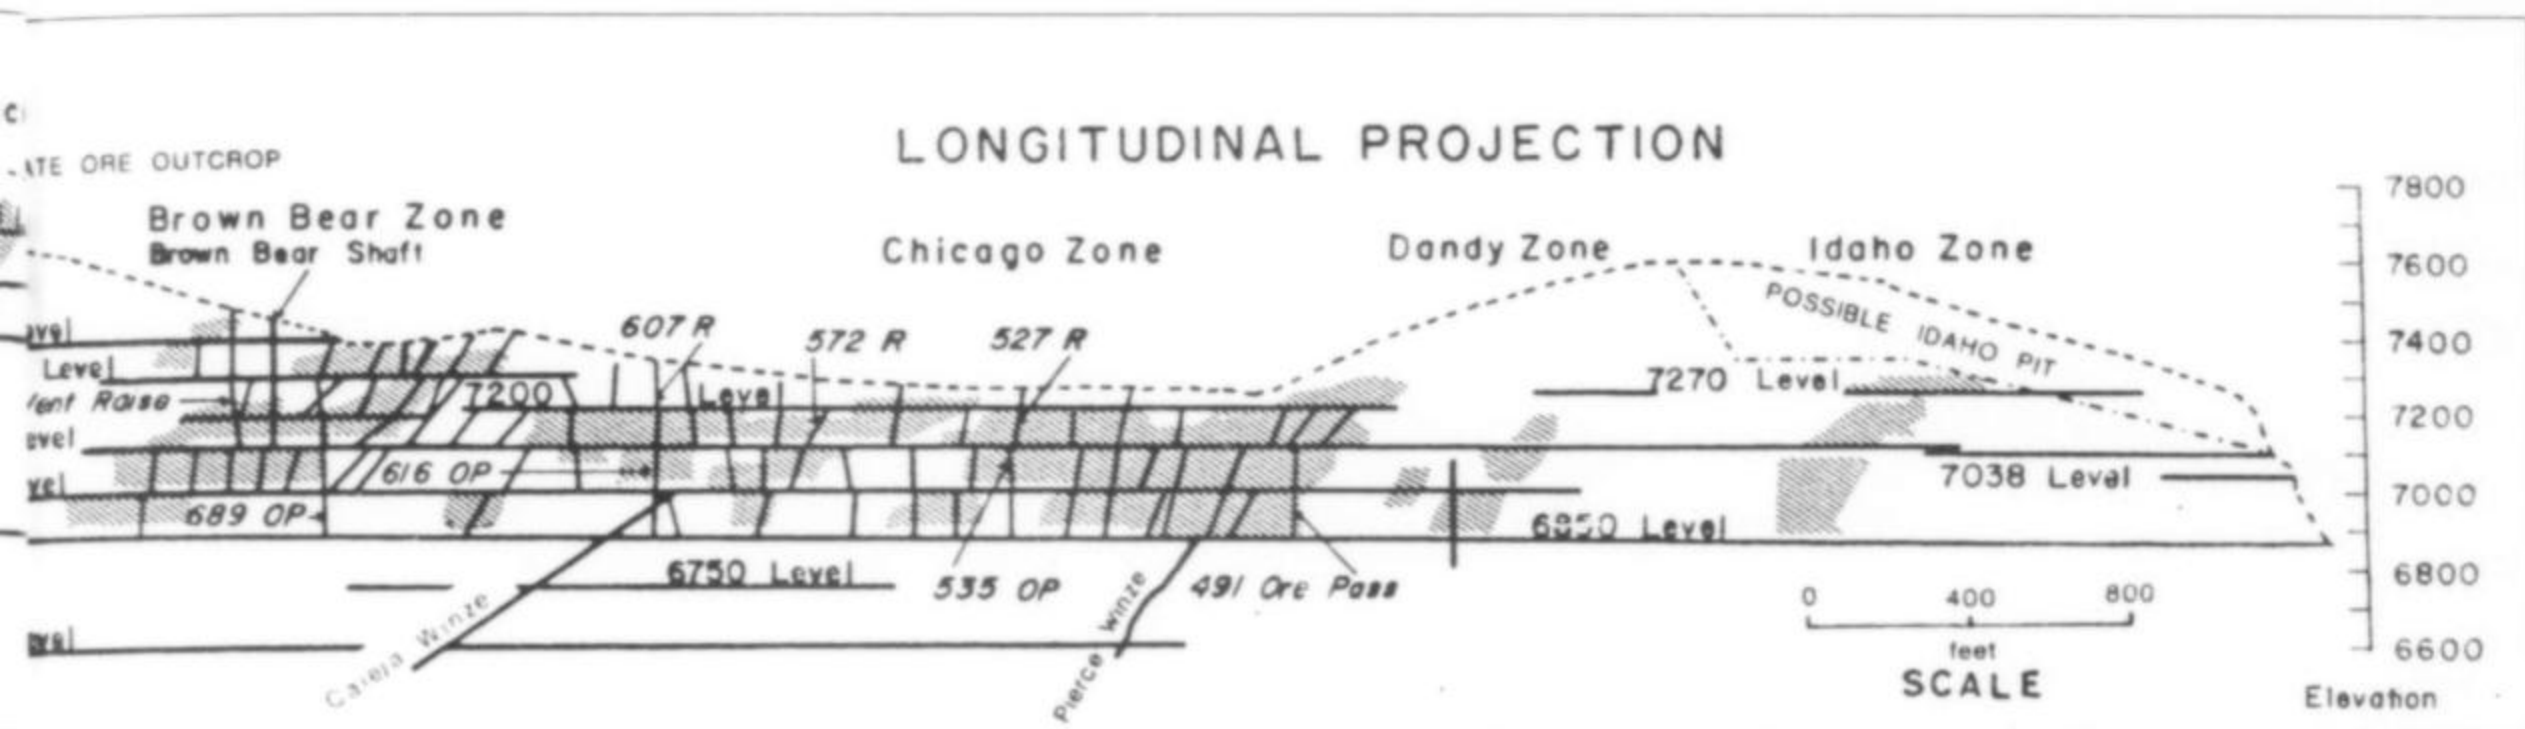 LONGITUDINAL PROJECTION
ORE OUTCROP
Brown Bear Zone
Brown Bear Shaft
Chicago Zone
Dandy Zone
Idaho Zone
POSSIBLE IDAHO PIT
607 R
572 R
527 R
Level
7200 Level
7270 Level
616 OP
7038 Level
689 OP
6850 Level
6750 Level
535 OP
491 Ore Pass
Winze
Pierce Winze
7800
7600
7400
7200
7000
6800
6600
Elevation
0 400 800
feet
SCALE